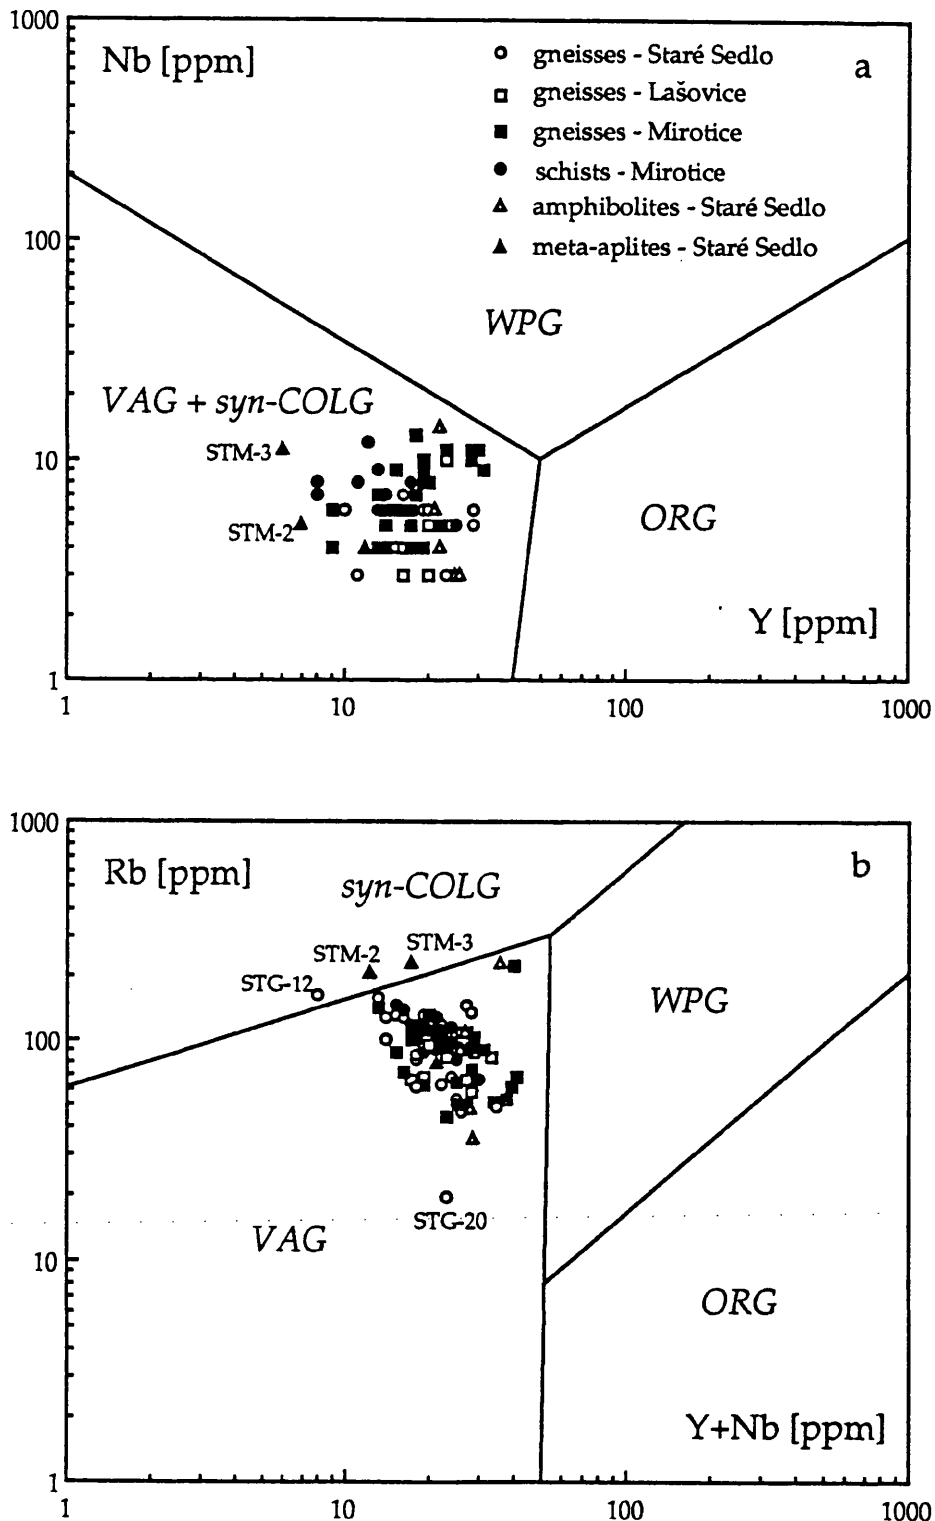 1000
Nb [ppm]
a
gneisses - Staré Sedlo
gneisses - Lašovice
gneisses - Mirotice
schists - Mirotice
amphibolites - Staré Sedlo
meta-aplites - Staré Sedlo
100
WPG
VAG + syn-COLG
STM-3
10
STM-2
ORG
Y [ppm]
1
1 10 100 1000
1000
Rb [ppm]
b
syn-COLG
STM-3
STM-2
STG-12
WPG
100
STG-20
VAG
10
ORG
Y+Nb [ppm]
1
1 10 100 1000